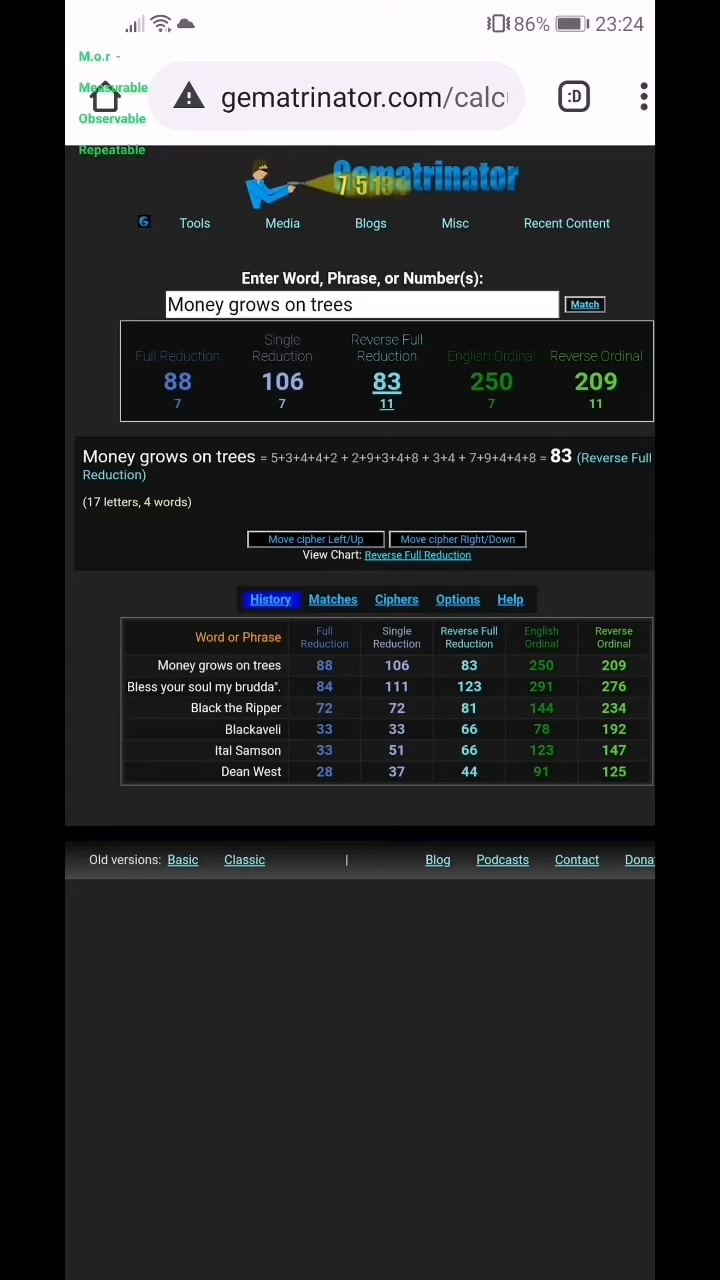 86% 23:24
M.o.r -
Measurable
Observable
Repeatable
gematrinator.com/calc
:D
Gematrinator
7 5 13
G Tools Media Blogs Misc Recent Content
Enter Word, Phrase, or Number(s):
Money grows on trees Match
Full Reduction Single Reduction Reverse Full Reduction English Ordinal Reverse Ordinal
88 106 83 250 209
7 7 11 7 11
Money grows on trees = 5+3+4+4+2 + 2+9+3+4+8 + 3+4 + 7+9+4+4+8 = 83 (Reverse Full
Reduction)
(17 letters, 4 words)
Move cipher Left/Up Move cipher Right/Down
View Chart: Reverse Full Reduction
History Matches Ciphers Options Help
Word or Phrase Full Reduction Single Reduction Reverse Full Reduction English Ordinal Reverse Ordinal
Money grows on trees 88 106 83 250 209
Bless your soul my brudda". 84 111 123 291 276
Black the Ripper 72 72 81 144 234
Blackaveli 33 33 66 78 192
Ital Samson 33 51 66 123 147
Dean West 28 37 44 91 125
Old versions: Basic Classic | Blog Podcasts Contact Dona